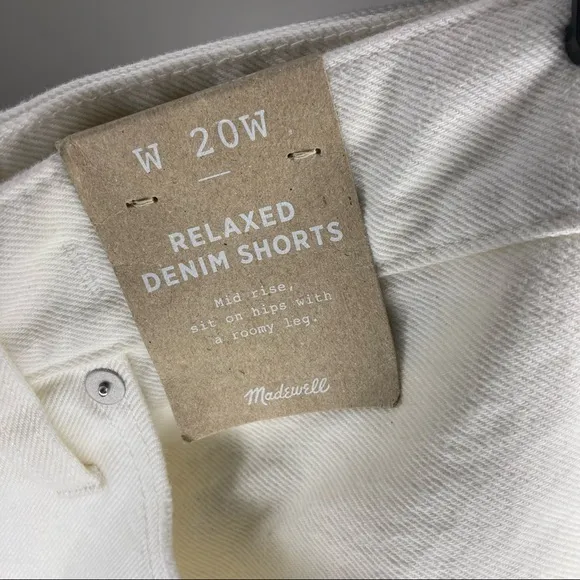 W 20W
RELAXED
DENIM SHORTS
Mid rise,
sit on hips with
a roomy leg.
Madewell